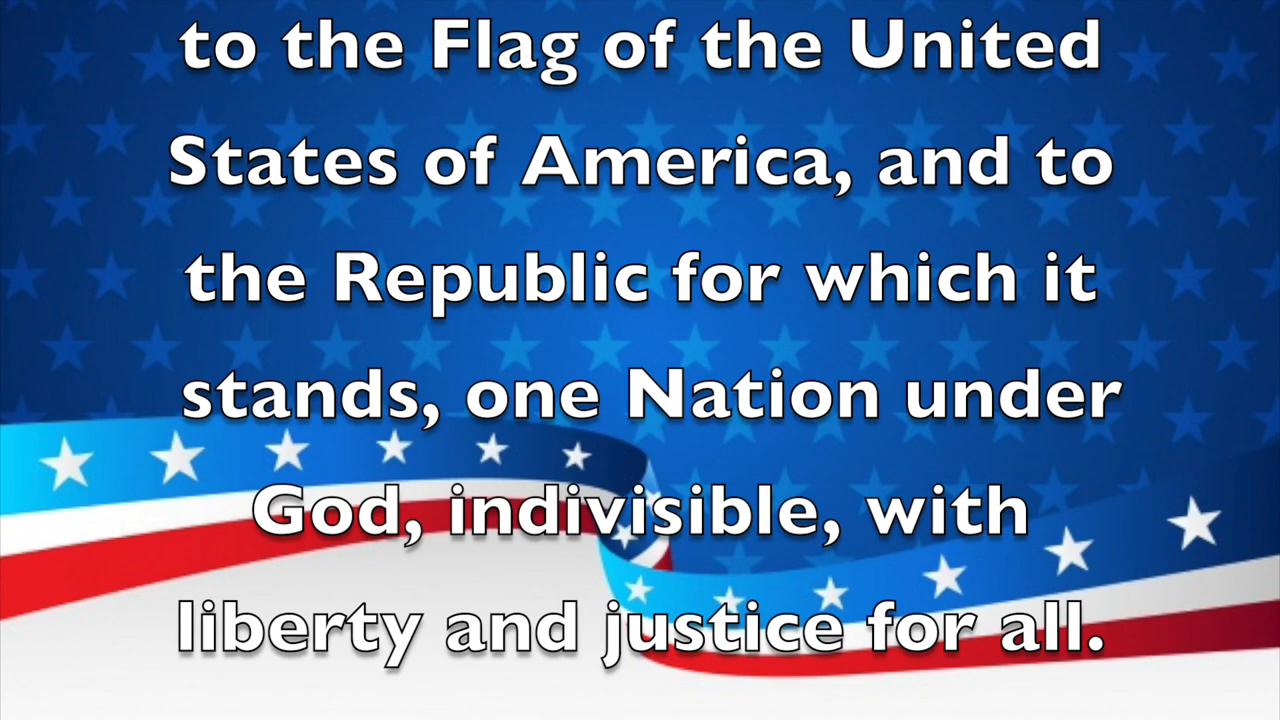 to the Flag of the United
States of America, and to
the Republic for which it
stands, one Nation under
God, indivisible, with
liberty and justice for all.